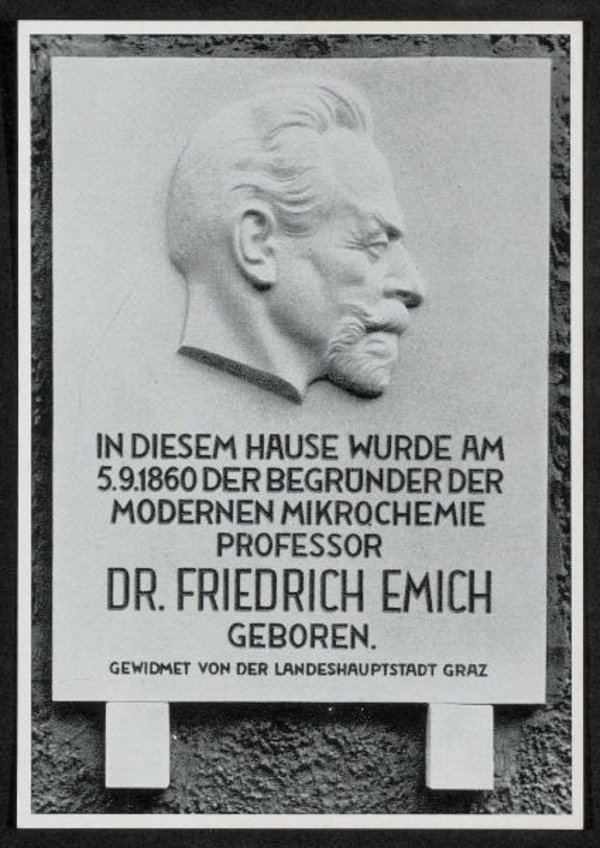 IN DIESEM HAUSE WURDE AM
5.9.1860 DER BEGRÜNDER DER
MODERNEN MIKROCHEMIE
PROFESSOR
DR. FRIEDRICH EMICH
GEBOREN.
GEWIDMET VON DER LANDESHAUPTSTADT GRAZ